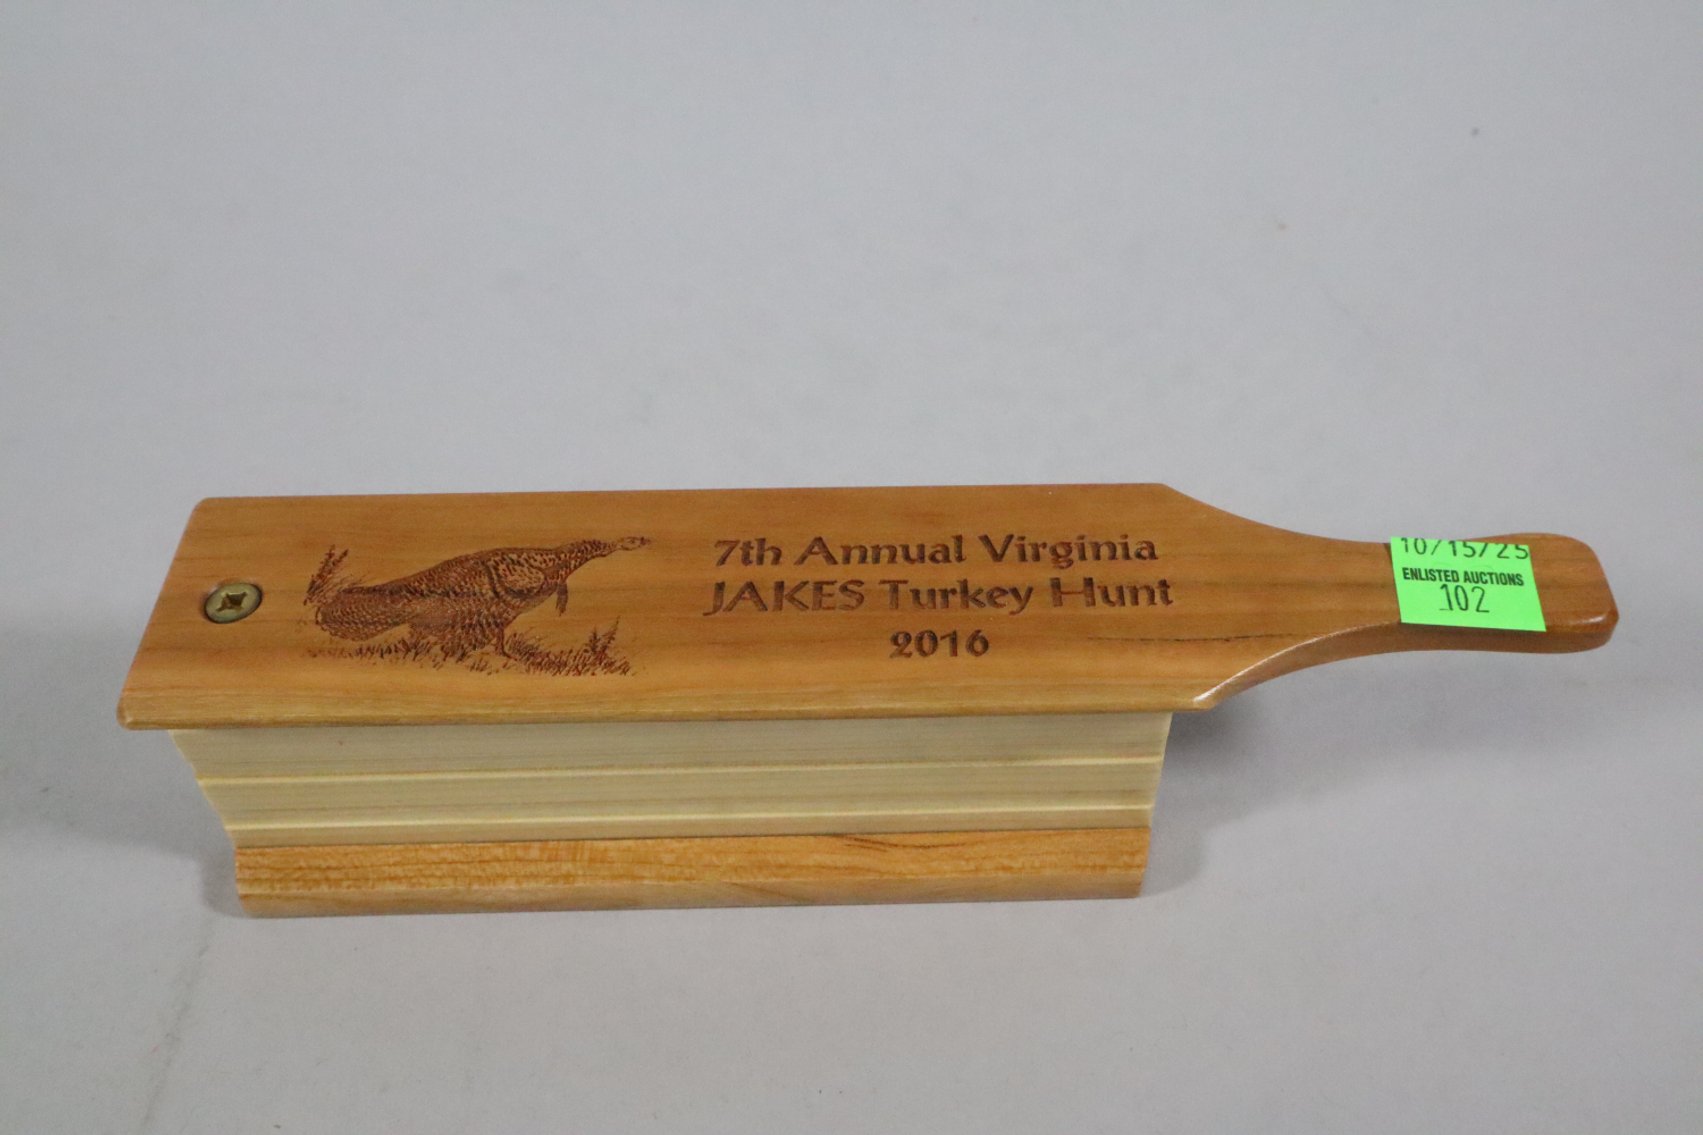 7th Annual Virginia
JAKES Turkey Hunt
2016
10/15/25
ENLISTED AUCTIONS
102